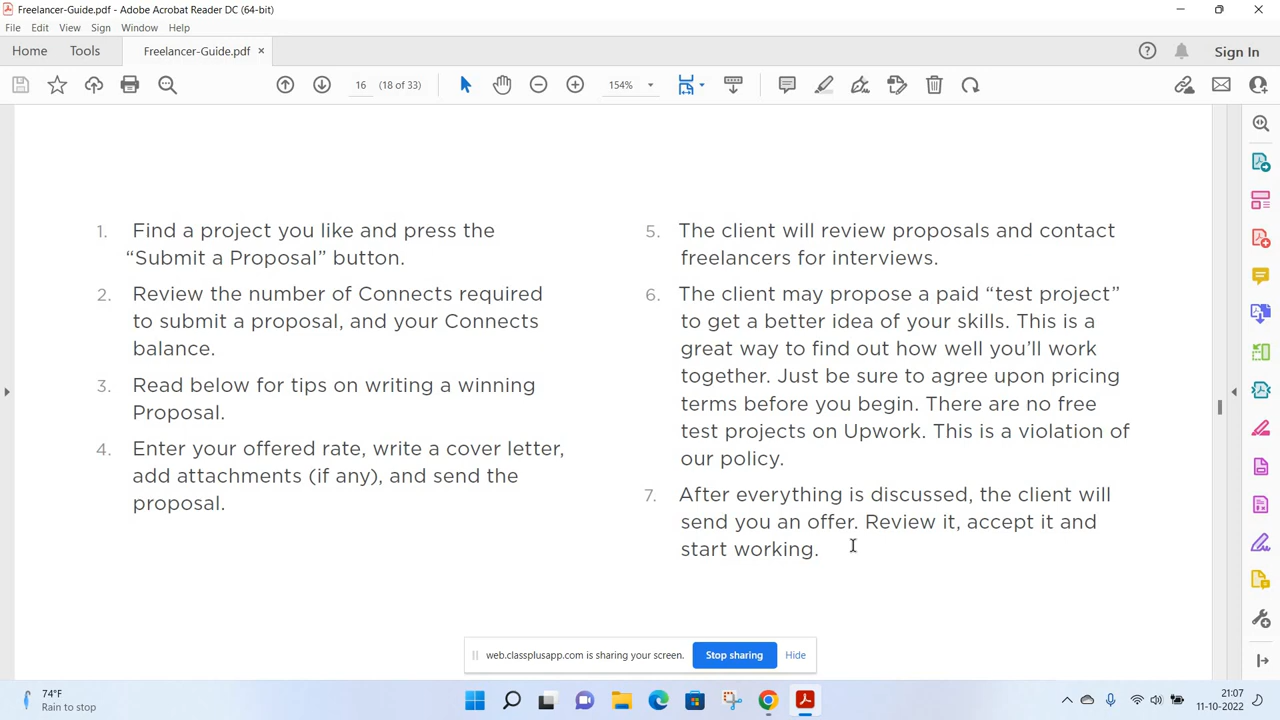 Freelancer-Guide.pdf - Adobe Acrobat Reader DC (64-bit)
File Edit View Sign Window Help
Home Tools Freelancer-Guide.pdf × Sign In
16 (18 of 33) 154%
1. Find a project you like and press the
“Submit a Proposal” button.
2. Review the number of Connects required
to submit a proposal, and your Connects
balance.
3. Read below for tips on writing a winning
Proposal.
4. Enter your offered rate, write a cover letter,
add attachments (if any), and send the
proposal.
5. The client will review proposals and contact
freelancers for interviews.
6. The client may propose a paid “test project”
to get a better idea of your skills. This is a
great way to find out how well you’ll work
together. Just be sure to agree upon pricing
terms before you begin. There are no free
test projects on Upwork. This is a violation of
our policy.
7. After everything is discussed, the client will
send you an offer. Review it, accept it and
start working.
web.classplusapp.com is sharing your screen. Stop sharing Hide
74°F
Rain to stop
21:07
11-10-2022